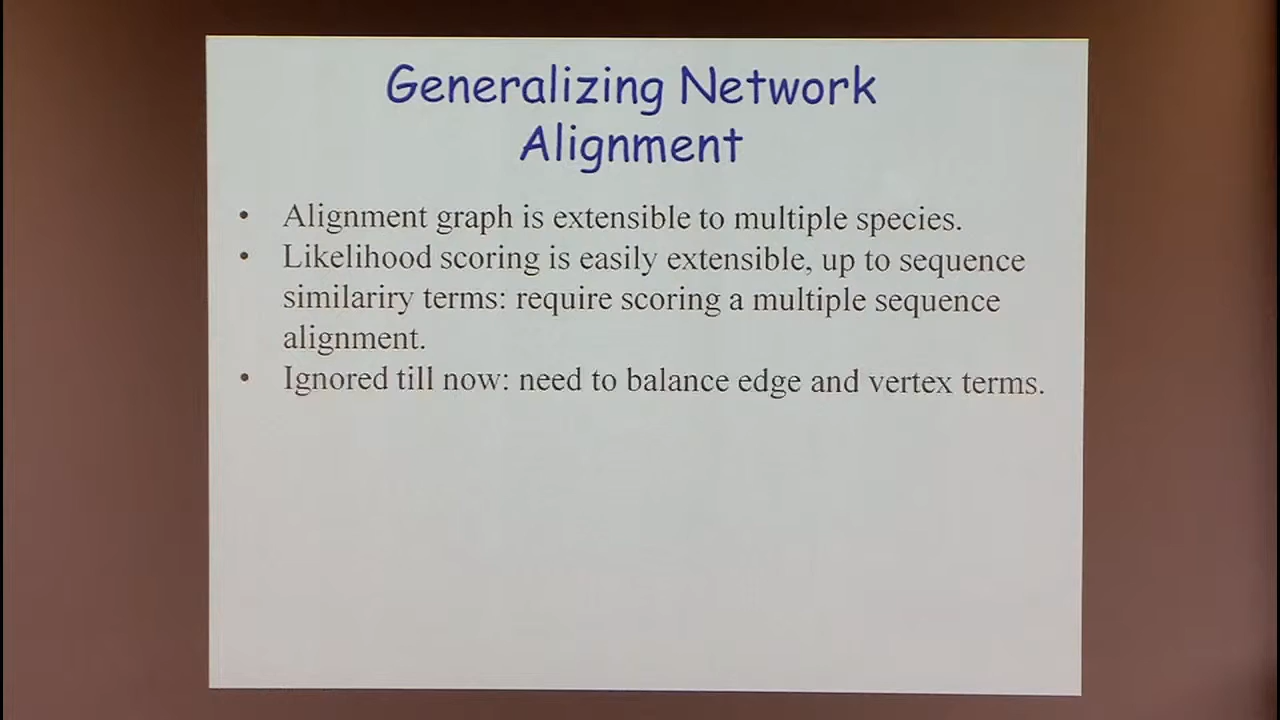 Generalizing Network
Alignment
• Alignment graph is extensible to multiple species.
• Likelihood scoring is easily extensible, up to sequence
similariry terms: require scoring a multiple sequence
alignment.
• Ignored till now: need to balance edge and vertex terms.